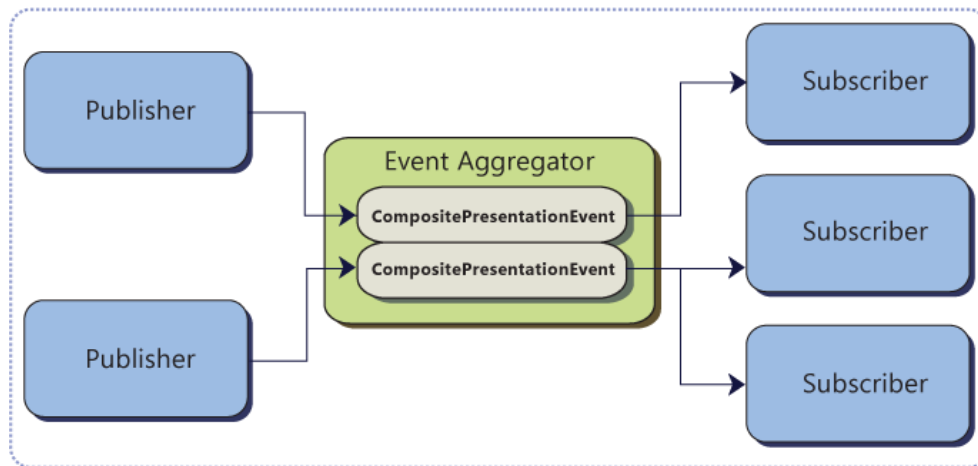 Publisher
Subscriber
Event Aggregator
CompositePresentationEvent
Subscriber
CompositePresentationEvent
Publisher
Subscriber